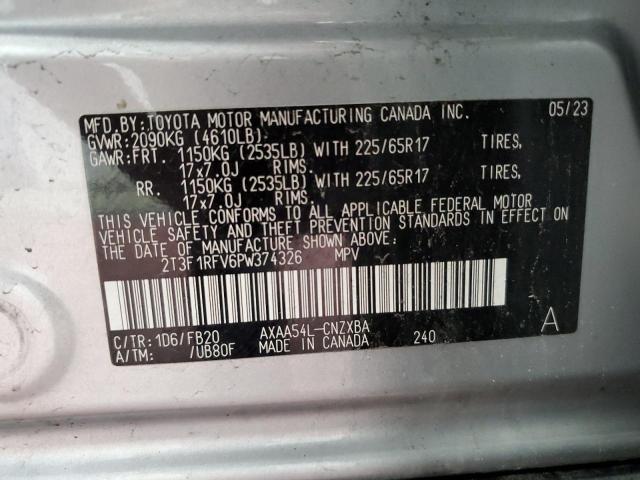 MFD.BY:TOYOTA MOTOR MANUFACTURING CANADA INC. 05/23
GVWR:2090KG (4610LB)
GAWR:FRT. 1150KG (2535LB) WITH 225/65R17 TIRES,
17x7.0J RIMS.
RR. 1150KG (2535LB) WITH 225/65R17 TIRES,
17x7.0J RIMS.
THIS VEHICLE CONFORMS TO ALL APPLICABLE FEDERAL MOTOR
VEHICLE SAFETY AND THEFT PREVENTION STANDARDS IN EFFECT ON
THE DATE OF MANUFACTURE SHOWN ABOVE.
2T3F1RFV6PW374326 MPV
C/TR:1D6/FB20 AXAA54L-CNZXBA 240 A
A/TM: /UB80F MADE IN CANADA